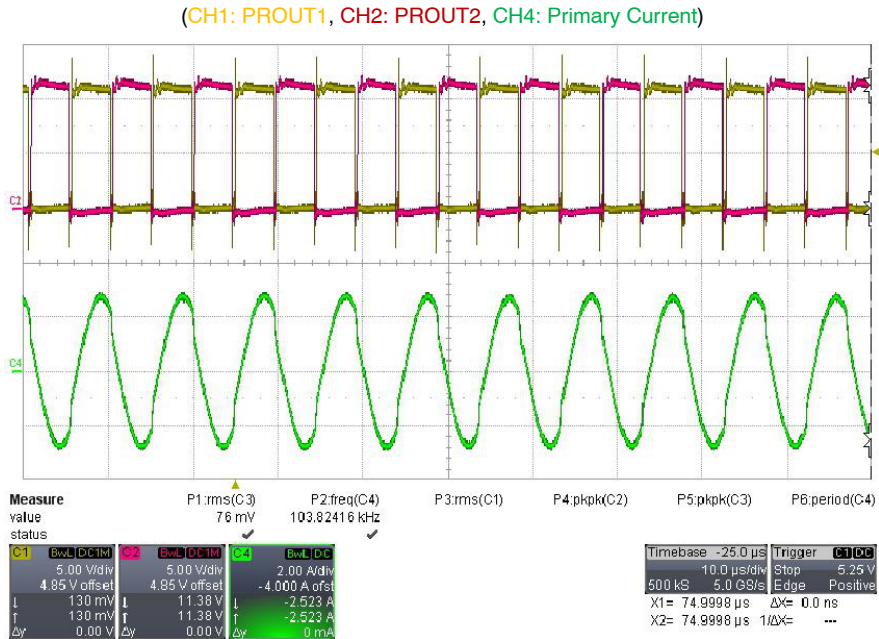 (CH1: PROUT1, CH2: PROUT2, CH4: Primary Current)
C2
C4
Measure P1:rms(C3) P2:freq(C4) P3:rms(C1) P4:pkpk(C2) P5:pkpk(C3) P6:period(C4)
value 76 mV 103.82416 kHz
status ✓ ✓
C1 BwL DC1M C2 BwL DC1M C4 BwL DC Timebase -25.0 µs Trigger C1 DC
5.00 V/div 5.00 V/div 2.00 A/div 10.0 µs/div Stop 5.25 V
4.85 V offset 4.85 V offset -4.000 A ofst 500 kS 5.0 GS/s Edge Positive
↓ 130 mV ↓ 11.38 V ↓ -2.523 A X1= 74.9998 µs ΔX= 0.0 ns
↑ 130 mV ↑ 11.38 V ↑ -2.523 A X2= 74.9998 µs 1/ΔX= ---
Δy 0.00 V Δy 0.00 V Δy 0 mA